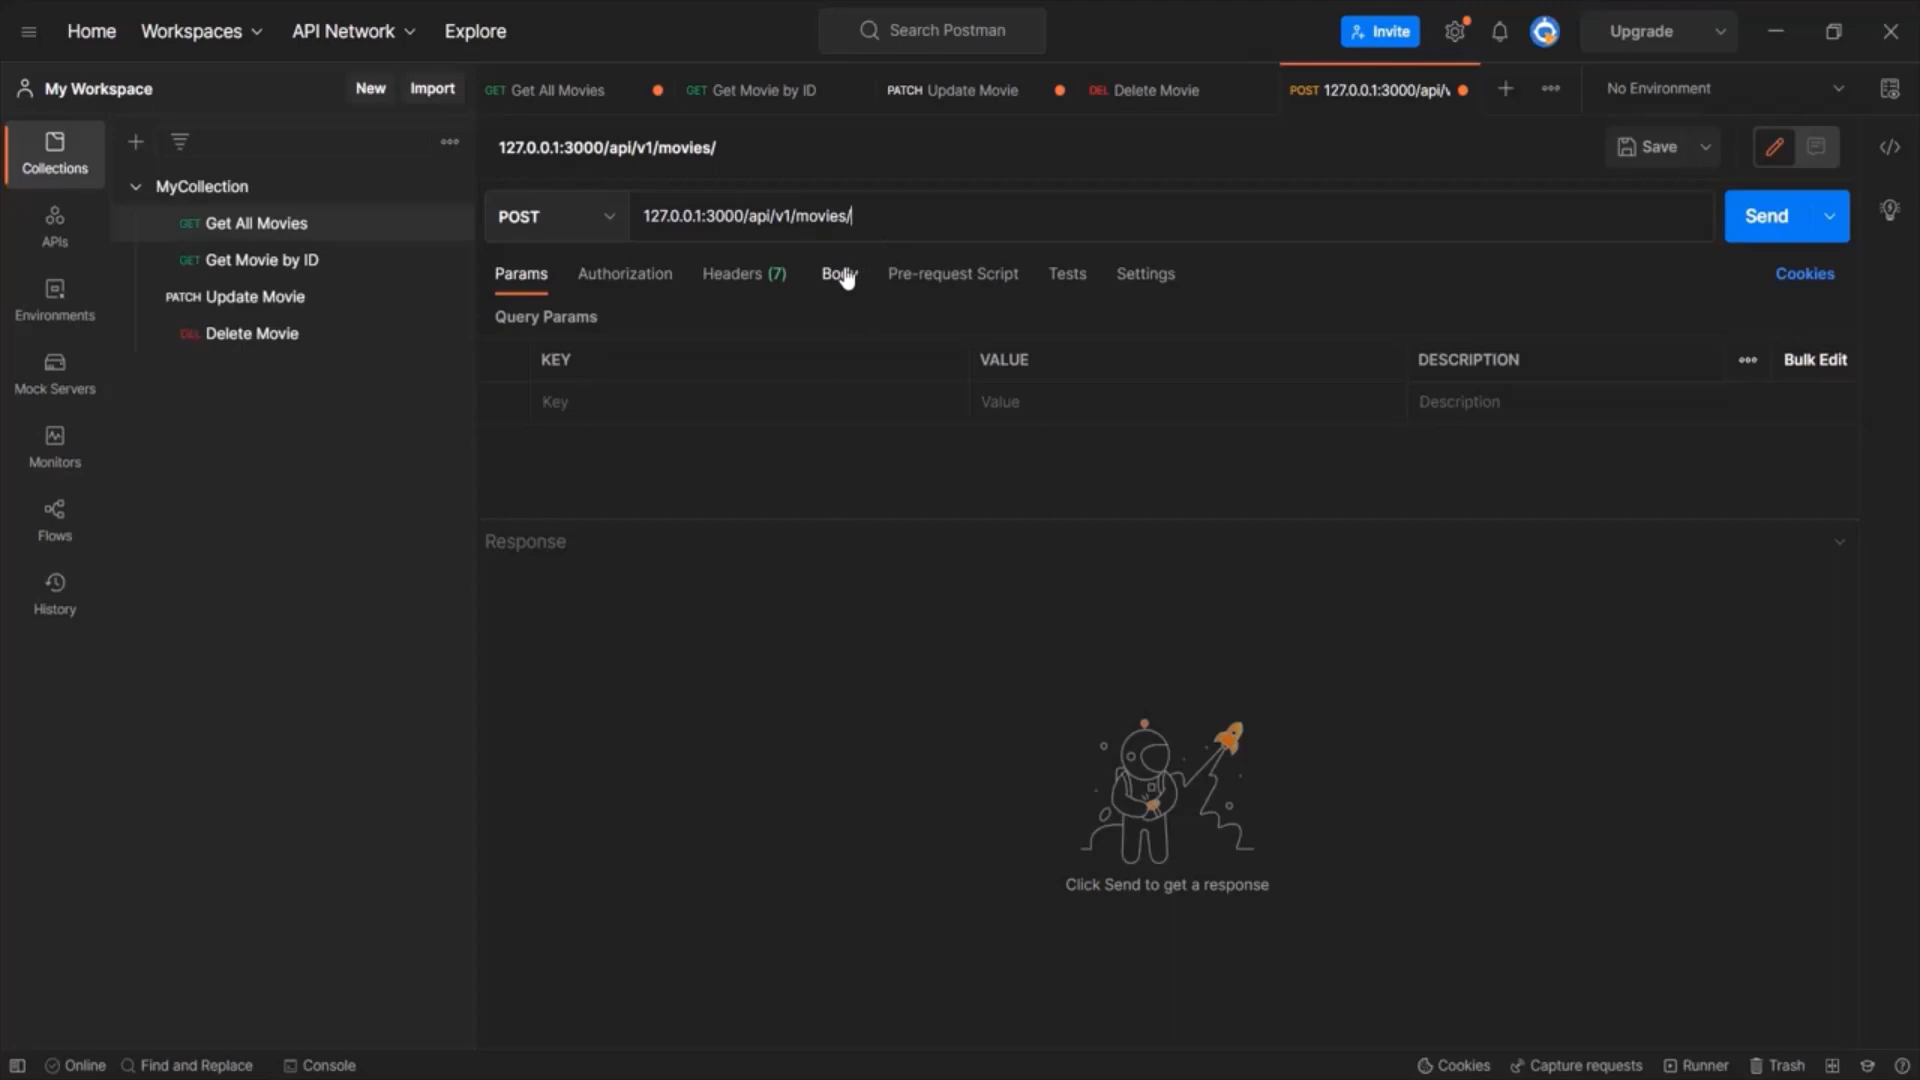 Home Workspaces API Network Explore Search Postman Invite Upgrade
My Workspace New Import GET Get All Movies GET Get Movie by ID PATCH Update Movie DEL Delete Movie POST 127.0.0.1:3000/api/v No Environment
Collections
127.0.0.1:3000/api/v1/movies/ Save
MyCollection
GET Get All Movies
GET Get Movie by ID
PATCH Update Movie
DEL Delete Movie
APIs
Environments
Mock Servers
Monitors
Flows
History
POST 127.0.0.1:3000/api/v1/movies/ Send
Params Authorization Headers (7) Body Pre-request Script Tests Settings Cookies
Query Params
KEY VALUE DESCRIPTION Bulk Edit
Key Value Description
Response
Click Send to get a response
Online Find and Replace Console Cookies Capture requests Runner Trash